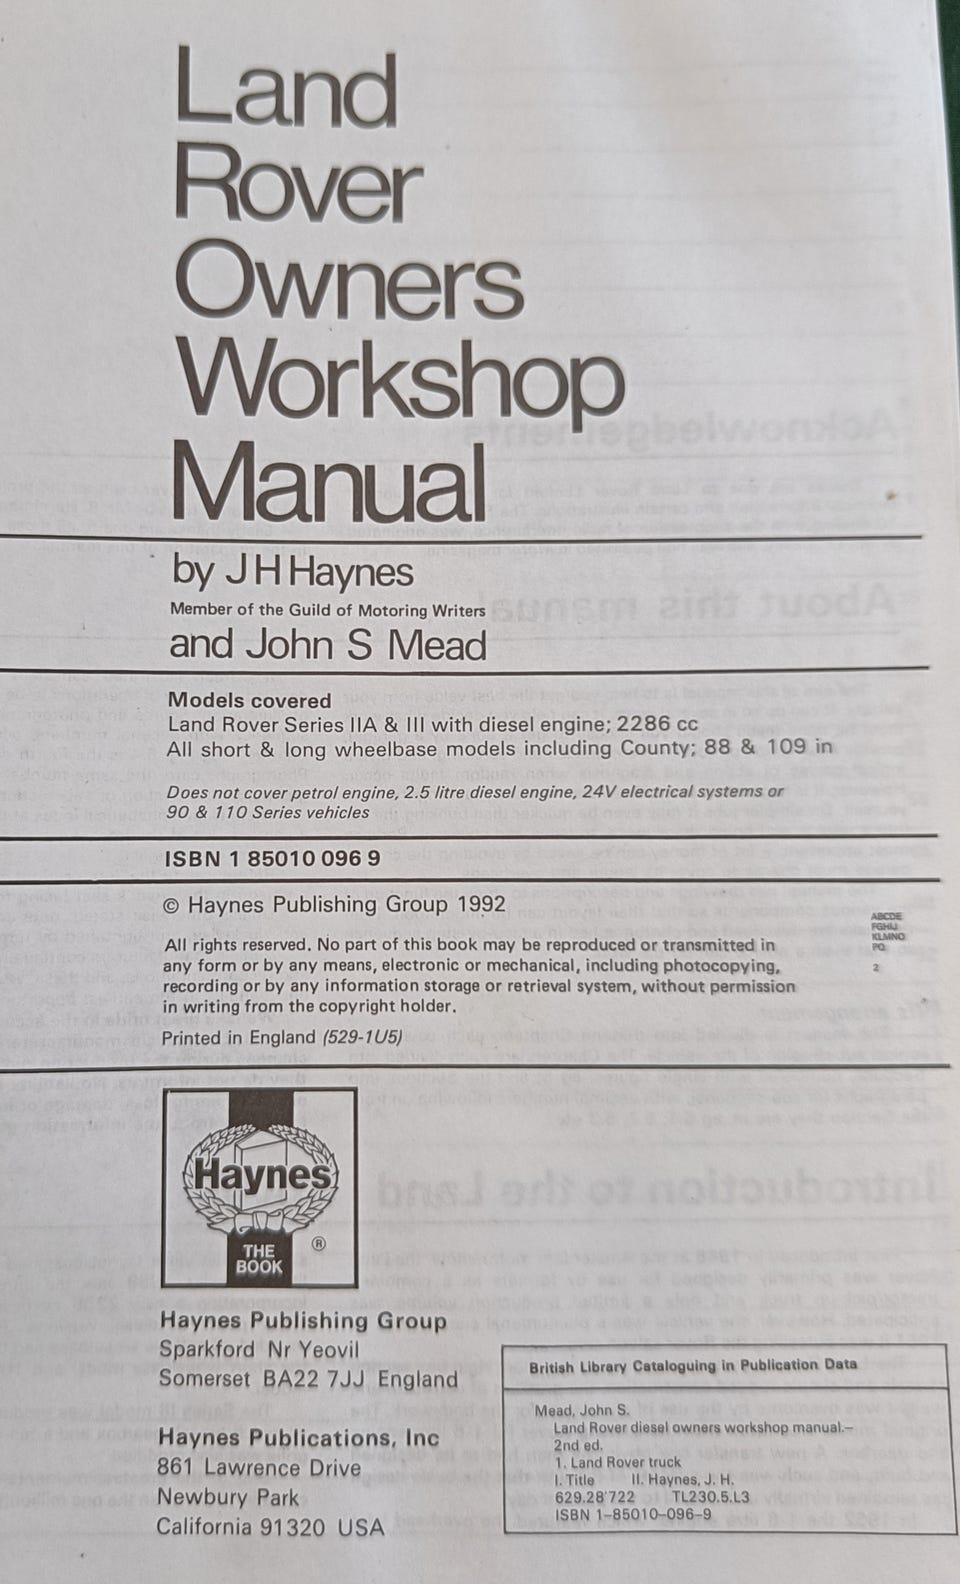 Land
Rover
Owners
Workshop
Manual
by J H Haynes
Member of the Guild of Motoring Writers
and John S Mead
Models covered
Land Rover Series IIA & III with diesel engine; 2286 cc
All short & long wheelbase models including County; 88 & 109 in
Does not cover petrol engine, 2.5 litre diesel engine, 24V electrical systems or
90 & 110 Series vehicles
ISBN 1 85010 096 9
© Haynes Publishing Group 1992
ABCDE
FGHIJ
KLMNO
PQ
2
All rights reserved. No part of this book may be reproduced or transmitted in
any form or by any means, electronic or mechanical, including photocopying,
recording or by any information storage or retrieval system, without permission
in writing from the copyright holder.
Printed in England (529-1U5)
Haynes
®
THE
BOOK
Haynes Publishing Group
Sparkford Nr Yeovil
Somerset BA22 7JJ England
Haynes Publications, Inc
861 Lawrence Drive
Newbury Park
California 91320 USA
British Library Cataloguing in Publication Data
Mead, John S.
Land Rover diesel owners workshop manual.–
2nd ed.
1. Land Rover truck
I. Title II. Haynes, J. H.
629.28'722 TL230.5.L3
ISBN 1–85010–096–9